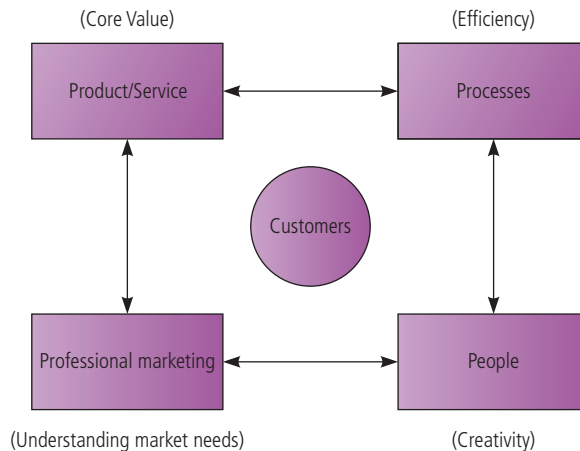 (Core Value)
(Efficiency)
Product/Service
Processes
Customers
Professional marketing
People
(Understanding market needs)
(Creativity)